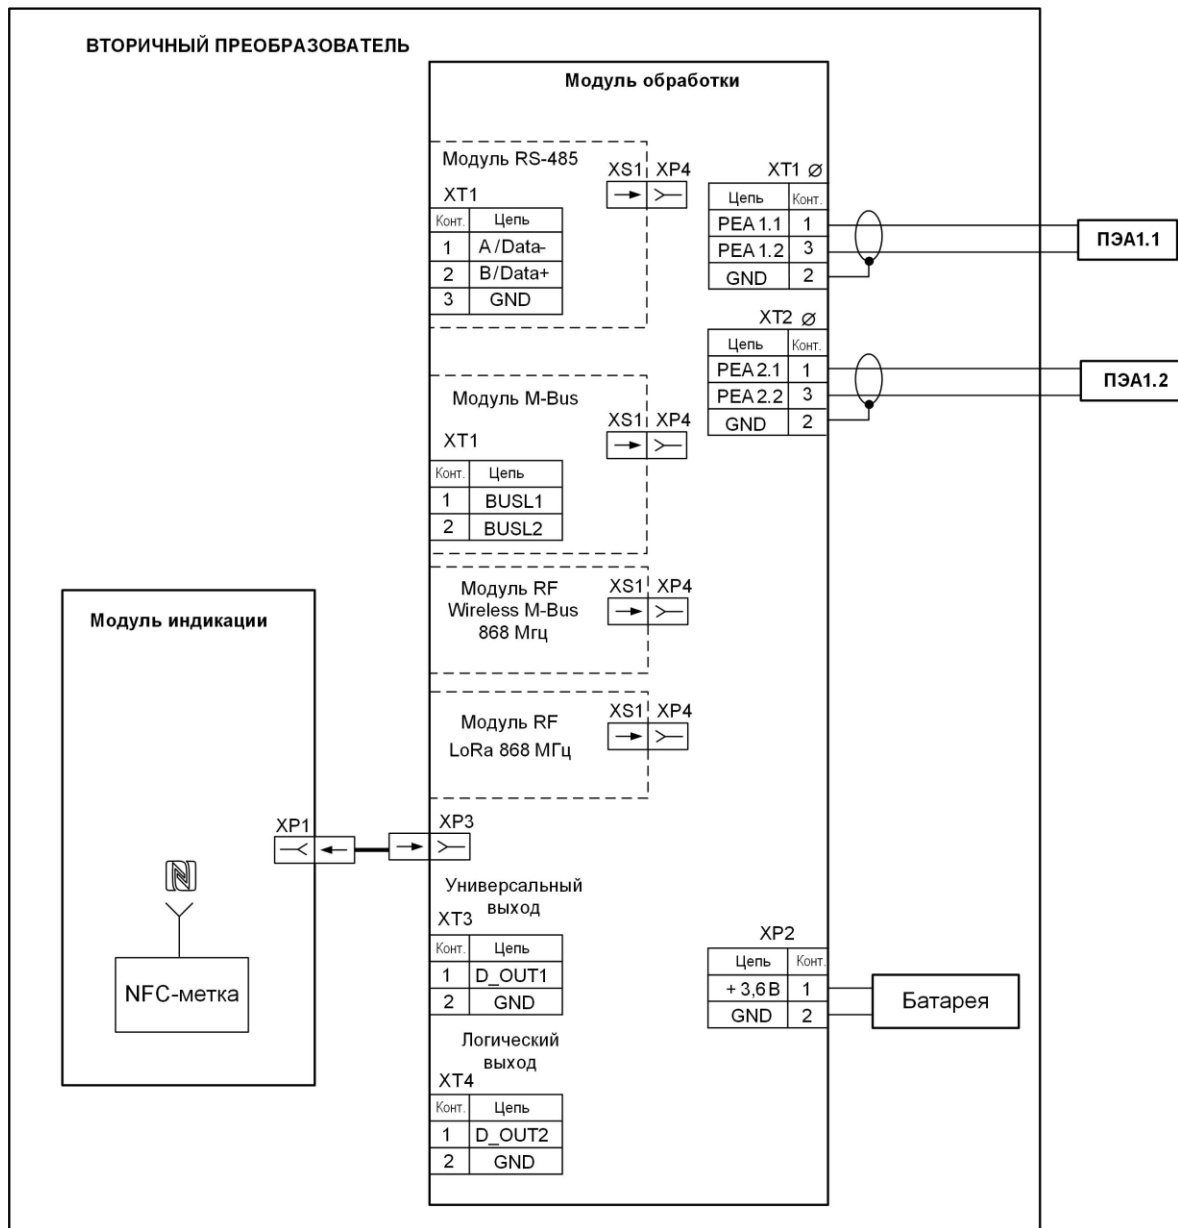 ВТОРИЧНЫЙ ПРЕОБРАЗОВАТЕЛЬ
Модуль обработки
Модуль RS-485
XS1 XP4
XT1
Конт. Цепь
1 A/Data-
2 B/Data+
3 GND
XT1 ⌀
Цепь Конт.
PEA 1.1 1
PEA 1.2 3
GND 2
ПЭА1.1
XT2 ⌀
Цепь Конт.
PEA 2.1 1
PEA 2.2 3
GND 2
ПЭА1.2
Модуль M-Bus
XS1 XP4
XT1
Конт. Цепь
1 BUSL1
2 BUSL2
Модуль RF
Wireless M-Bus
868 Мгц
XS1 XP4
Модуль RF
LoRa 868 МГц
XS1 XP4
Модуль индикации
XP1
XP3
NFC-метка
Универсальный
выход
XT3
Конт. Цепь
1 D_OUT1
2 GND
Логический
выход
XT4
Конт. Цепь
1 D_OUT2
2 GND
XP2
Цепь Конт.
+ 3,6 В 1
GND 2
Батарея